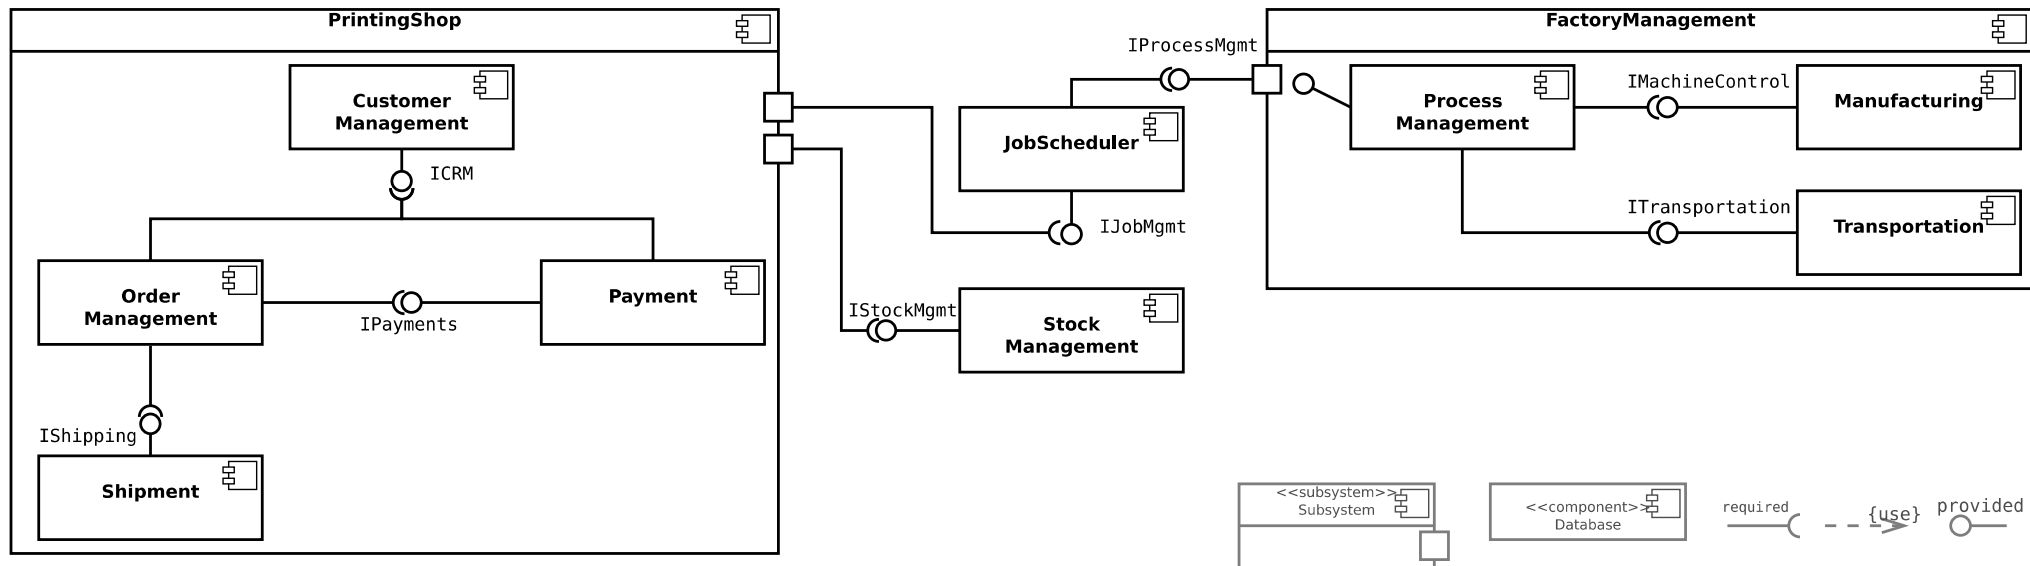 PrintingShop
FactoryManagement
IProcessMgmt
Customer
Management
ICRM
JobScheduler
Process
Management
IMachineControl
Manufacturing
ITransportation
Transportation
IJobMgmt
Order
Management
IPayments
Payment
IStockMgmt
Stock
Management
IShipping
Shipment
<<subsystem>>
Subsystem
<<component>>
Database
required
{use}
provided